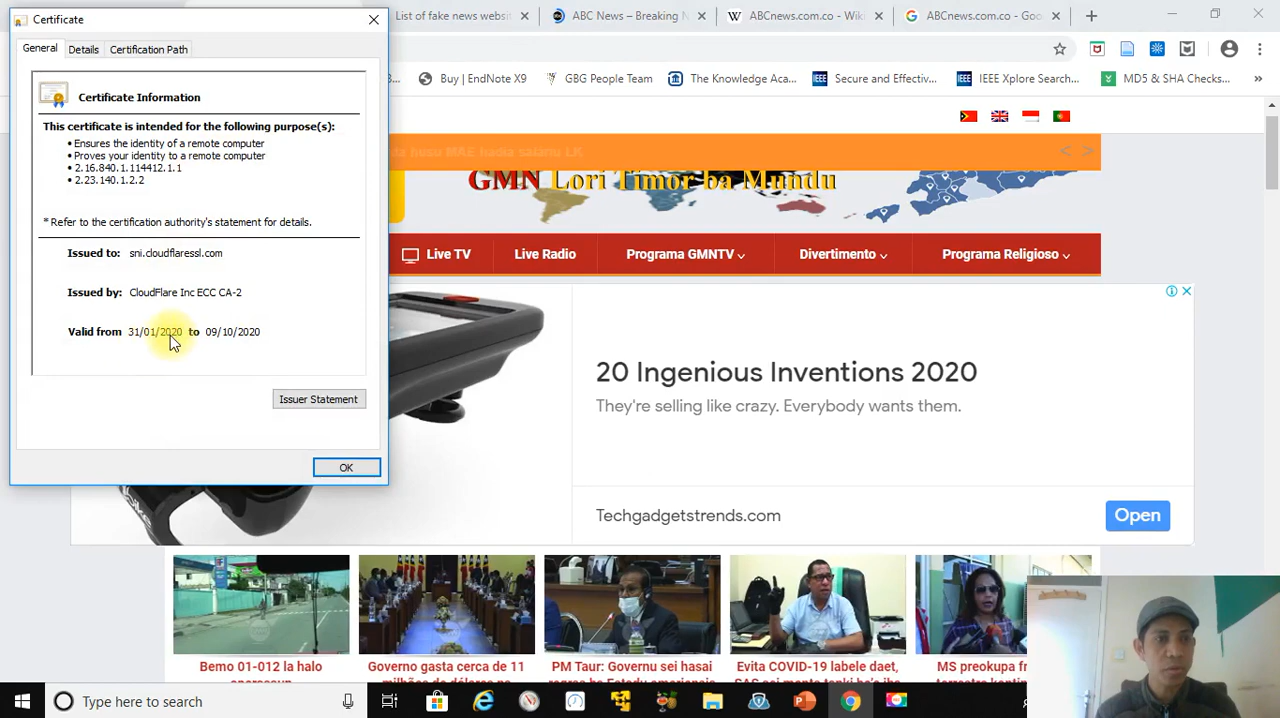 Certificate
General
Details
Certification Path
Certificate Information
This certificate is intended for the following purpose(s):
• Ensures the identity of a remote computer
• Proves your identity to a remote computer
• 2.16.840.1.114412.1.1
• 2.23.140.1.2.2
* Refer to the certification authority's statement for details.
Issued to: sni.cloudflaressl.com
Issued by: CloudFlare Inc ECC CA-2
Valid from 31/01/2020 to 09/10/2020
Issuer Statement
OK
List of fake news websi
ABC News – Breaking N
ABCnews.com.co - Wiki
ABCnews.com.co - Goo
Buy | EndNote X9
GBG People Team
The Knowledge Aca...
IEEE
Secure and Effectiv...
IEEE
IEEE Xplore Search...
MD5 & SHA Checks...
»
husu MAE hadia salariu LK
GMN Lori Timor ba Mundu
Live TV
Live Radio
Programa GMNTV
Divertimento
Programa Religioso
20 Ingenious Inventions 2020
They're selling like crazy. Everybody wants them.
Techgadgetstrends.com
Open
Bemo 01-012 la halo
Governo gasta cerca de 11
PM Taur: Governu sei hasai
Evita COVID-19 labele daet,
MS preokupa
Type here to search